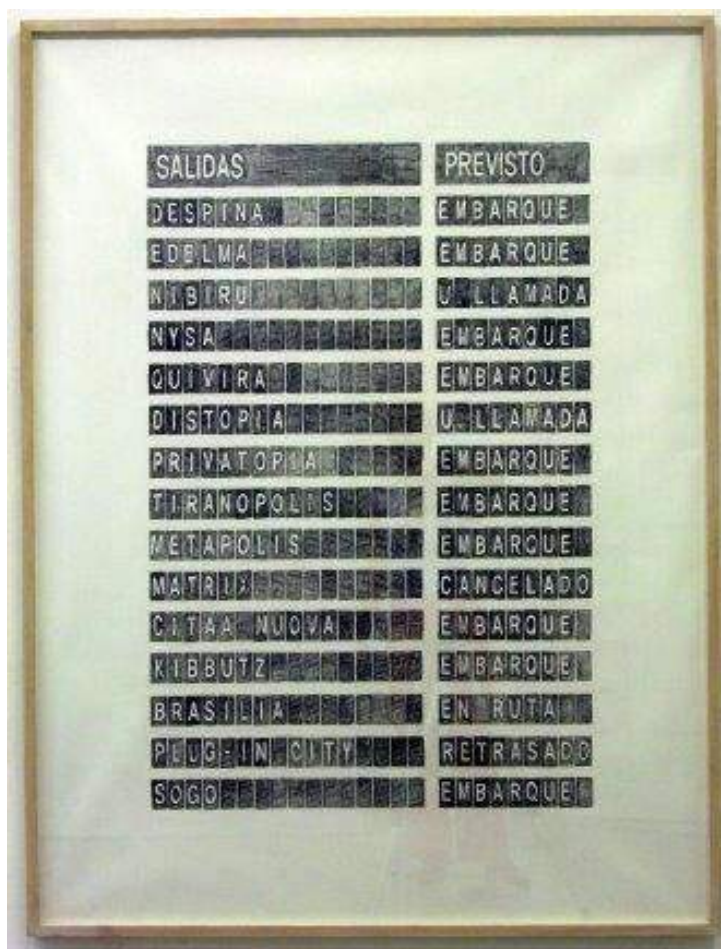 SALIDAS PREVISTO
DESPINA EMBARQUE
EDELMA EMBARQUE
NIBIRU U. LLAMADA
NYSA EMBARQUE
QUIVIRA EMBARQUE
DISTOPIA U. LLAMADA
PRIVATOPIA EMBARQUE
TIRANOPOLIS EMBARQUE
METAPOLIS EMBARQUE
MATRIX CANCELADO
CITAA NUOVA EMBARQUE
KIBBUTZ EMBARQUE
BRASILIA EN RUTA
PLUG-IN CITY RETRASADO
SOGO EMBARQUE